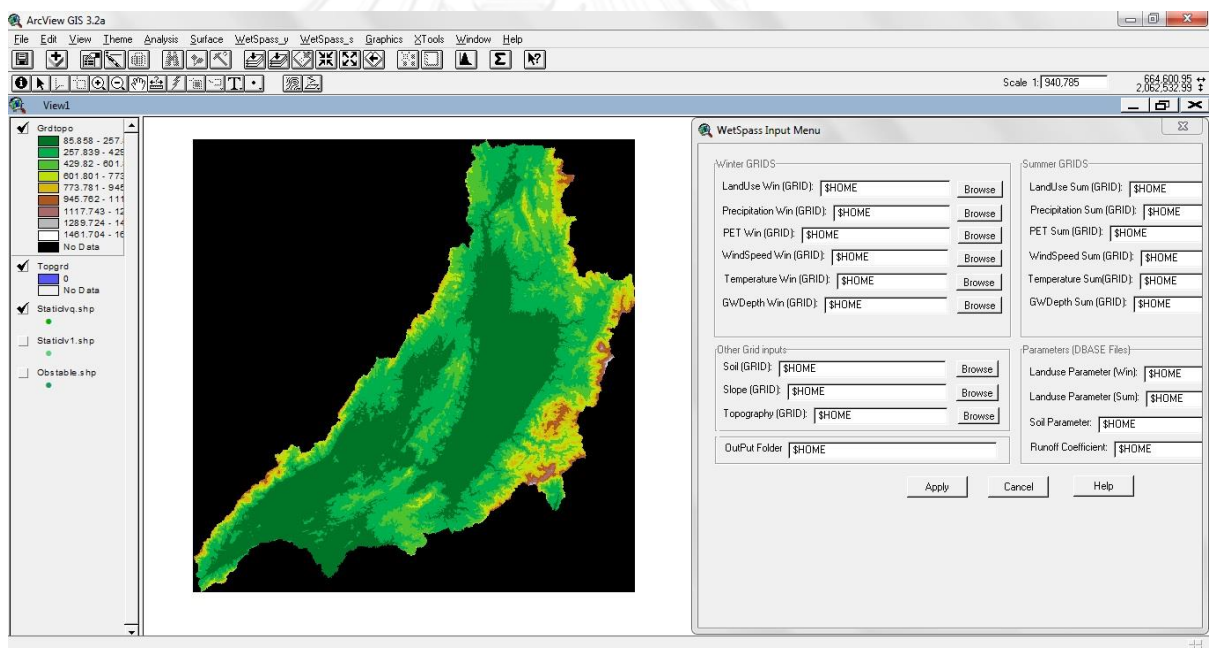 ArcView GIS 3.2a
File Edit View Theme Analysis Surface WetSpass_y WetSpass_s Graphics XTools Window Help
Scale 1: 940,785
664,600.95
2,062,532.99
View1
Grdtopo
85.858 - 257.
257.839 - 429
429.82 - 601.
601.801 - 773
773.781 - 945
945.762 - 111
1117.743 - 12
1289.724 - 14
1461.704 - 16
No Data
Topgrd
0
No Data
Staticlvq.shp
Staticlv1.shp
Obstable.shp
WetSpass Input Menu
Winter GRIDS
LandUse Win (GRID): $HOME Browse
Precipitation Win (GRID): $HOME Browse
PET Win (GRID): $HOME Browse
WindSpeed Win (GRID): $HOME Browse
Temperature Win (GRID): $HOME Browse
GWDepth Win (GRID): $HOME Browse
Summer GRIDS
LandUse Sum (GRID): $HOME
Precipitation Sum (GRID): $HOME
PET Sum (GRID): $HOME
WindSpeed Sum (GRID): $HOME
Temperature Sum(GRID): $HOME
GWDepth Sum (GRID): $HOME
Other Grid inputs
Soil (GRID): $HOME Browse
Slope (GRID): $HOME Browse
Topography (GRID): $HOME Browse
Parameters (DBASE Files)
Landuse Parameter (Win): $HOME
Landuse Parameter (Sum): $HOME
Soil Parameter: $HOME
Runoff Coefficient: $HOME
OutPut Folder $HOME
Apply Cancel Help